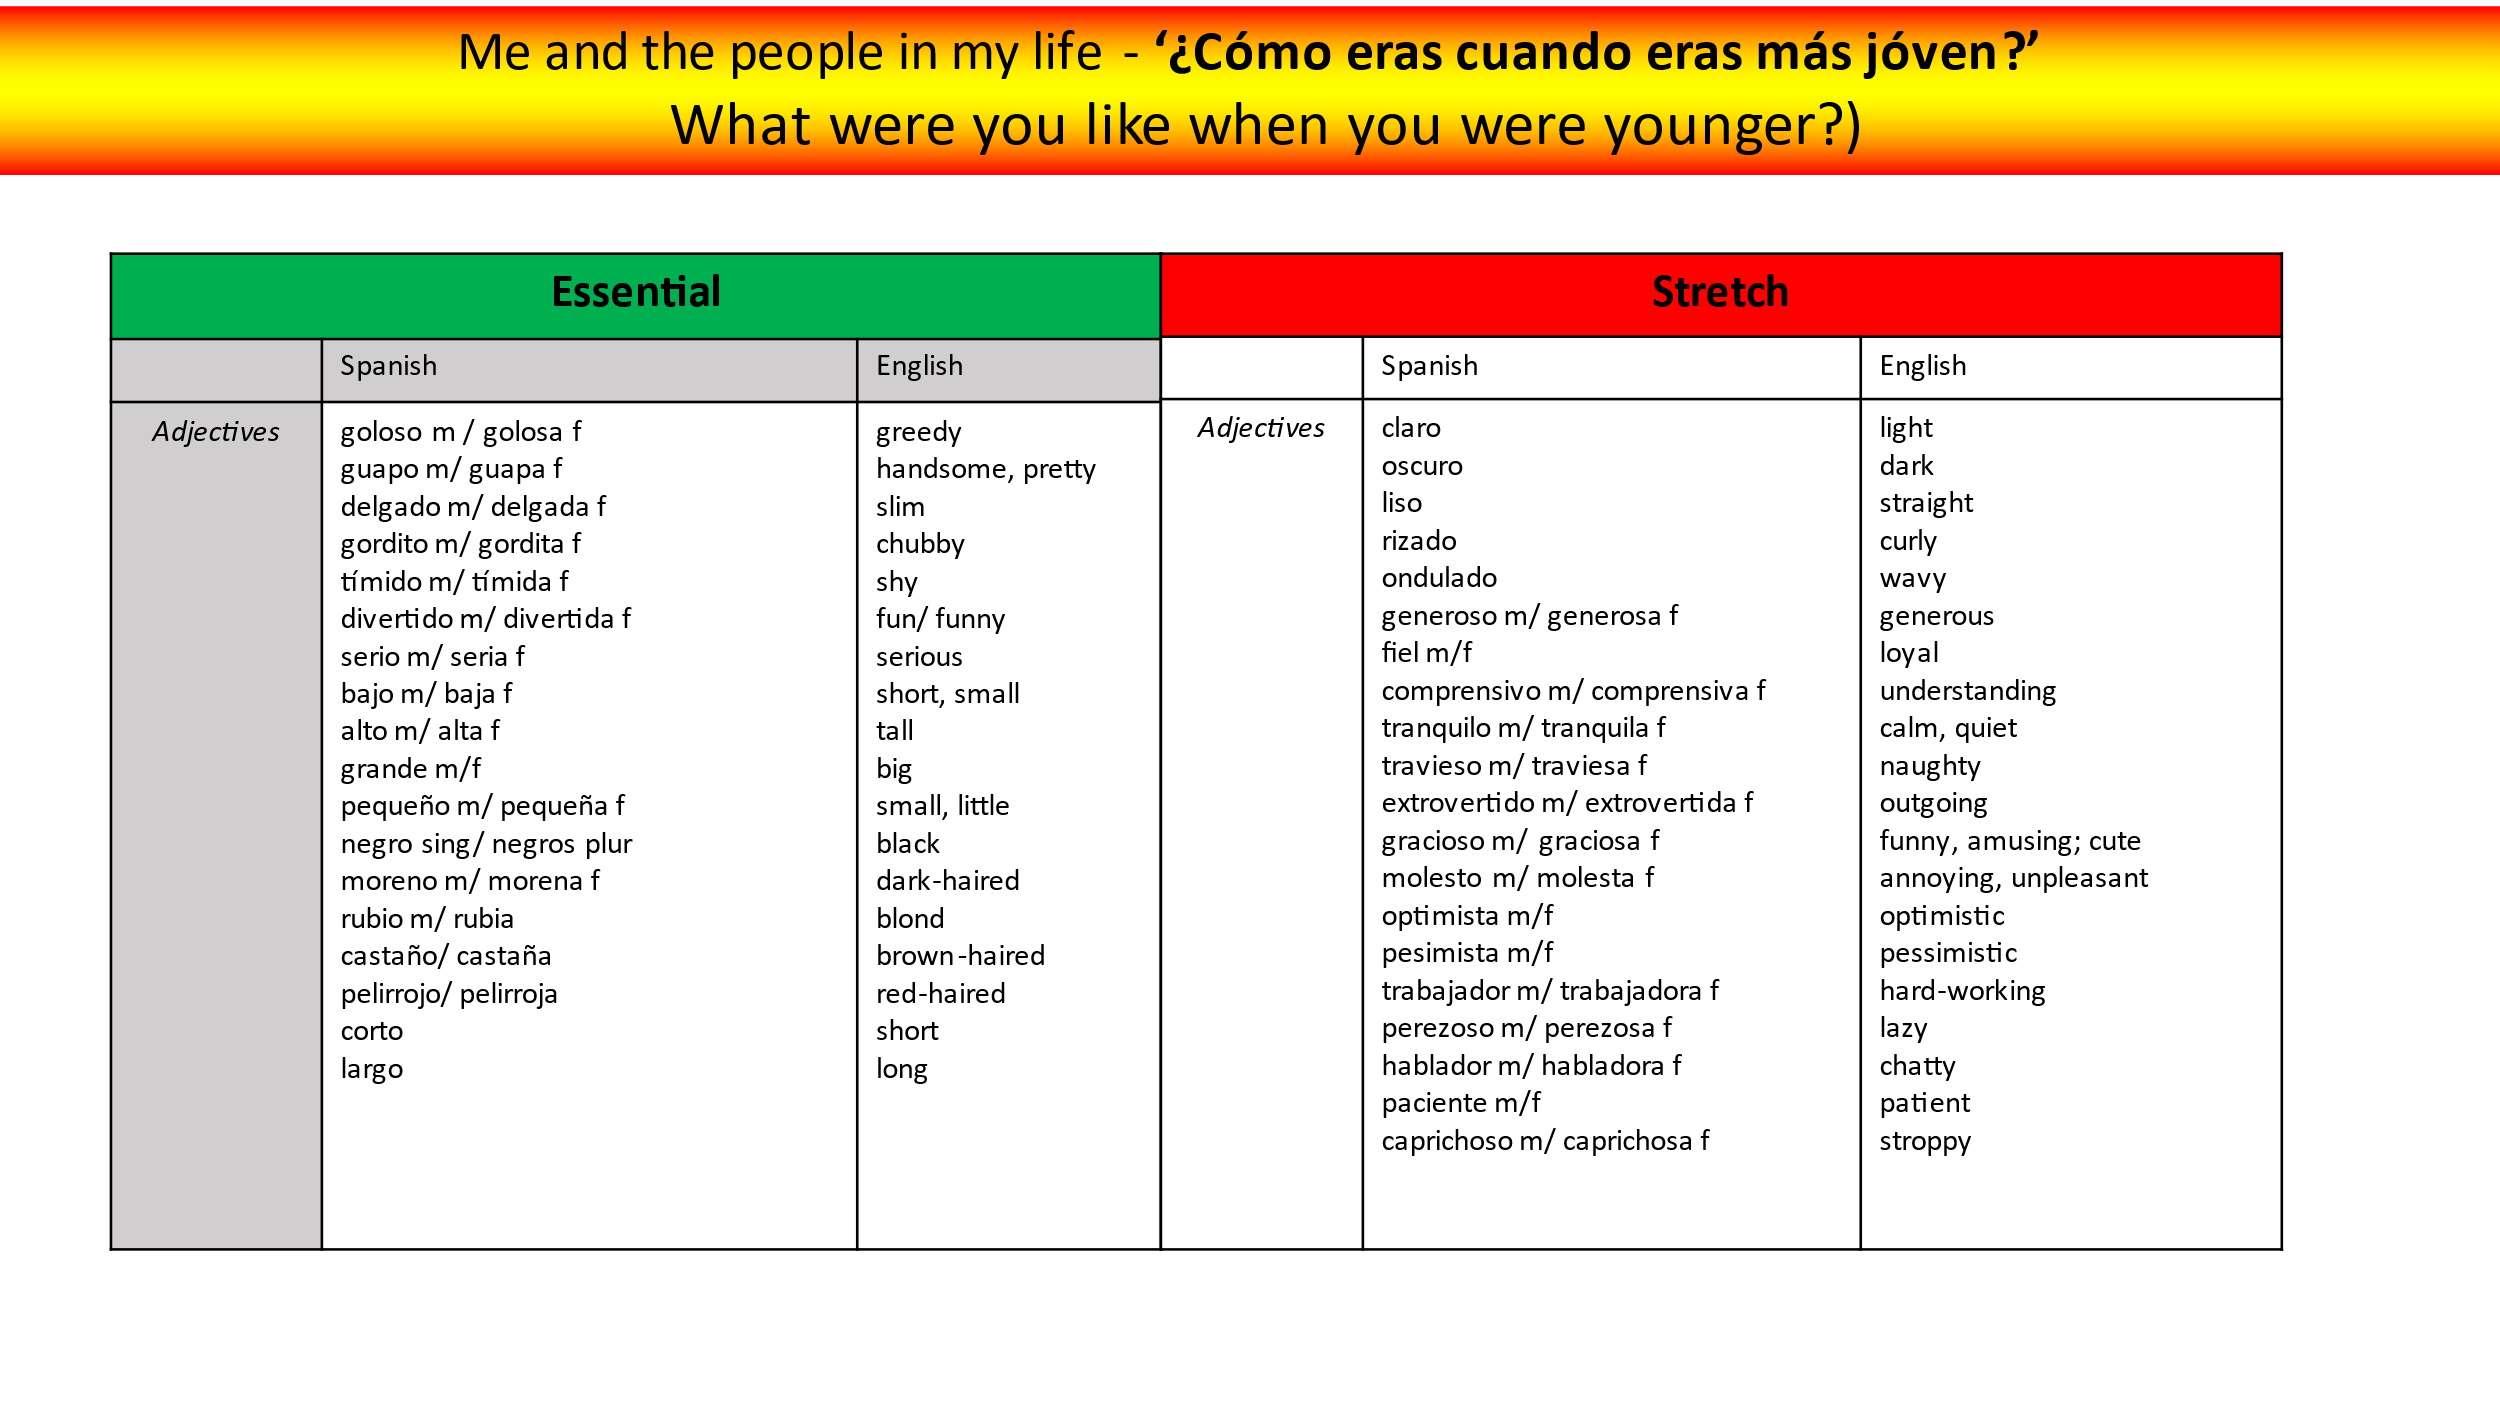 Me and the people in my life - ‘¿Cómo eras cuando eras más jóven?’
What were you like when you were younger?)
Essential
Spanish
English
Adjectives
goloso m / golosa f
guapo m/ guapa f
delgado m/ delgada f
gordito m/ gordita f
tímido m/ tímida f
divertido m/ divertida f
serio m/ seria f
bajo m/ baja f
alto m/ alta f
grande m/f
pequeño m/ pequeña f
negro sing/ negros plur
moreno m/ morena f
rubio m/ rubia
castaño/ castaña
pelirrojo/ pelirroja
corto
largo
greedy
handsome, pretty
slim
chubby
shy
fun/ funny
serious
short, small
tall
big
small, little
black
dark-haired
blond
brown-haired
red-haired
short
long
Stretch
Spanish
English
Adjectives
claro
oscuro
liso
rizado
ondulado
generoso m/ generosa f
fiel m/f
comprensivo m/ comprensiva f
tranquilo m/ tranquila f
travieso m/ traviesa f
extrovertido m/ extrovertida f
gracioso m/ graciosa f
molesto m/ molesta f
optimista m/f
pesimista m/f
trabajador m/ trabajadora f
perezoso m/ perezosa f
hablador m/ habladora f
paciente m/f
caprichoso m/ caprichosa f
light
dark
straight
curly
wavy
generous
loyal
understanding
calm, quiet
naughty
outgoing
funny, amusing; cute
annoying, unpleasant
optimistic
pessimistic
hard-working
lazy
chatty
patient
stroppy